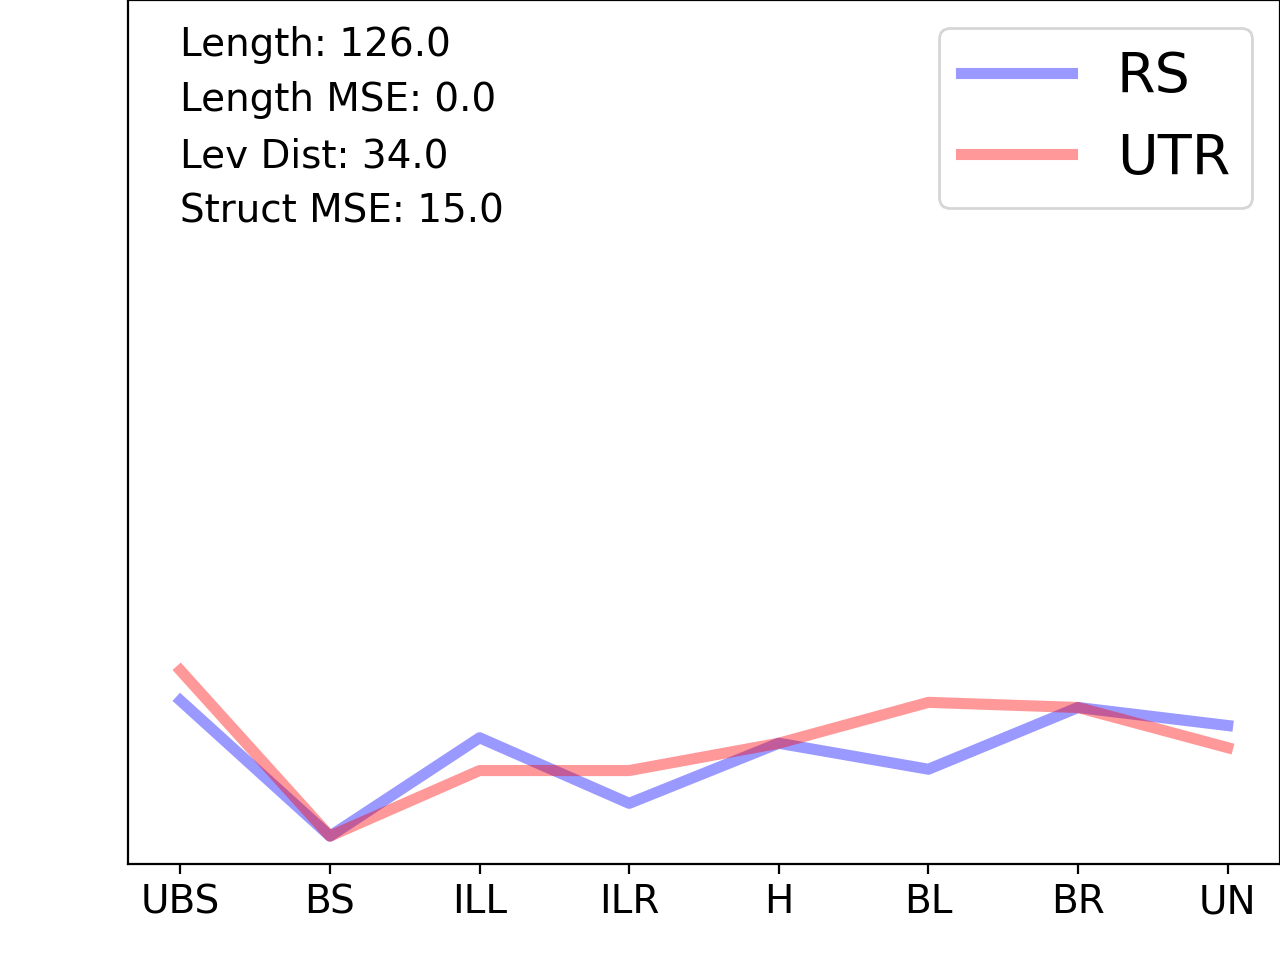 Length: 126.0
Length MSE: 0.0
Lev Dist: 34.0
Struct MSE: 15.0
RS
UTR
UBS BS ILL ILR H BL BR UN